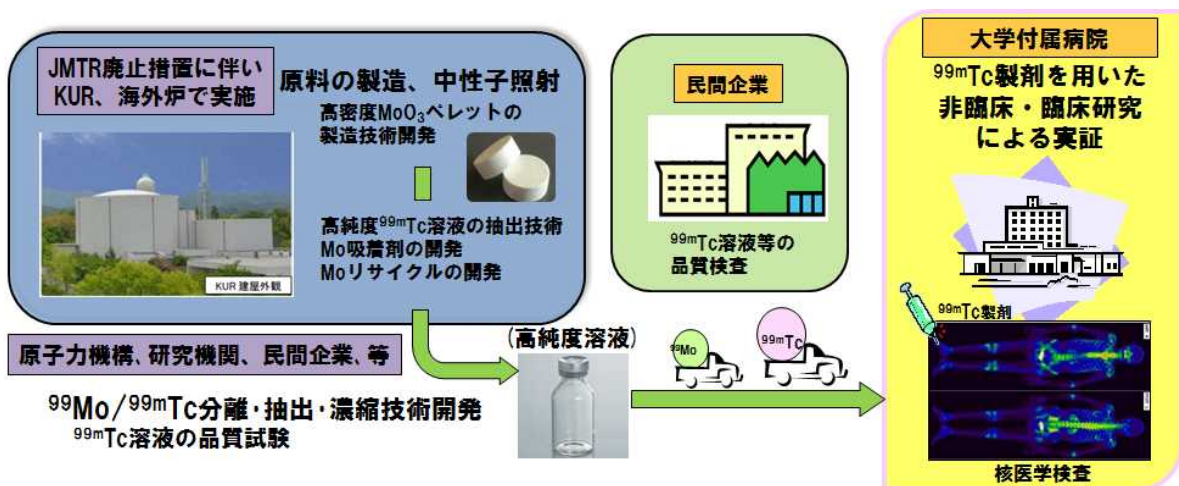 JMTR廃止措置に伴い
KUR、海外炉で実施
原料の製造、中性子照射
高密度MoO₃ペレットの
製造技術開発
高純度⁹⁹ᵐTc溶液の抽出技術
Mo吸着剤の開発
Moリサイクルの開発
KUR 建屋外観
原子力機構、研究機関、民間企業、等
⁹⁹Mo/⁹⁹ᵐTc分離・抽出・濃縮技術開発
⁹⁹ᵐTc溶液の品質試験
(高純度溶液)
民間企業
⁹⁹ᵐTc溶液等の
品質検査
⁹⁹Mo
⁹⁹ᵐTc
大学付属病院
⁹⁹ᵐTc製剤を用いた
非臨床・臨床研究
による実証
⁹⁹ᵐTc製剤
核医学検査